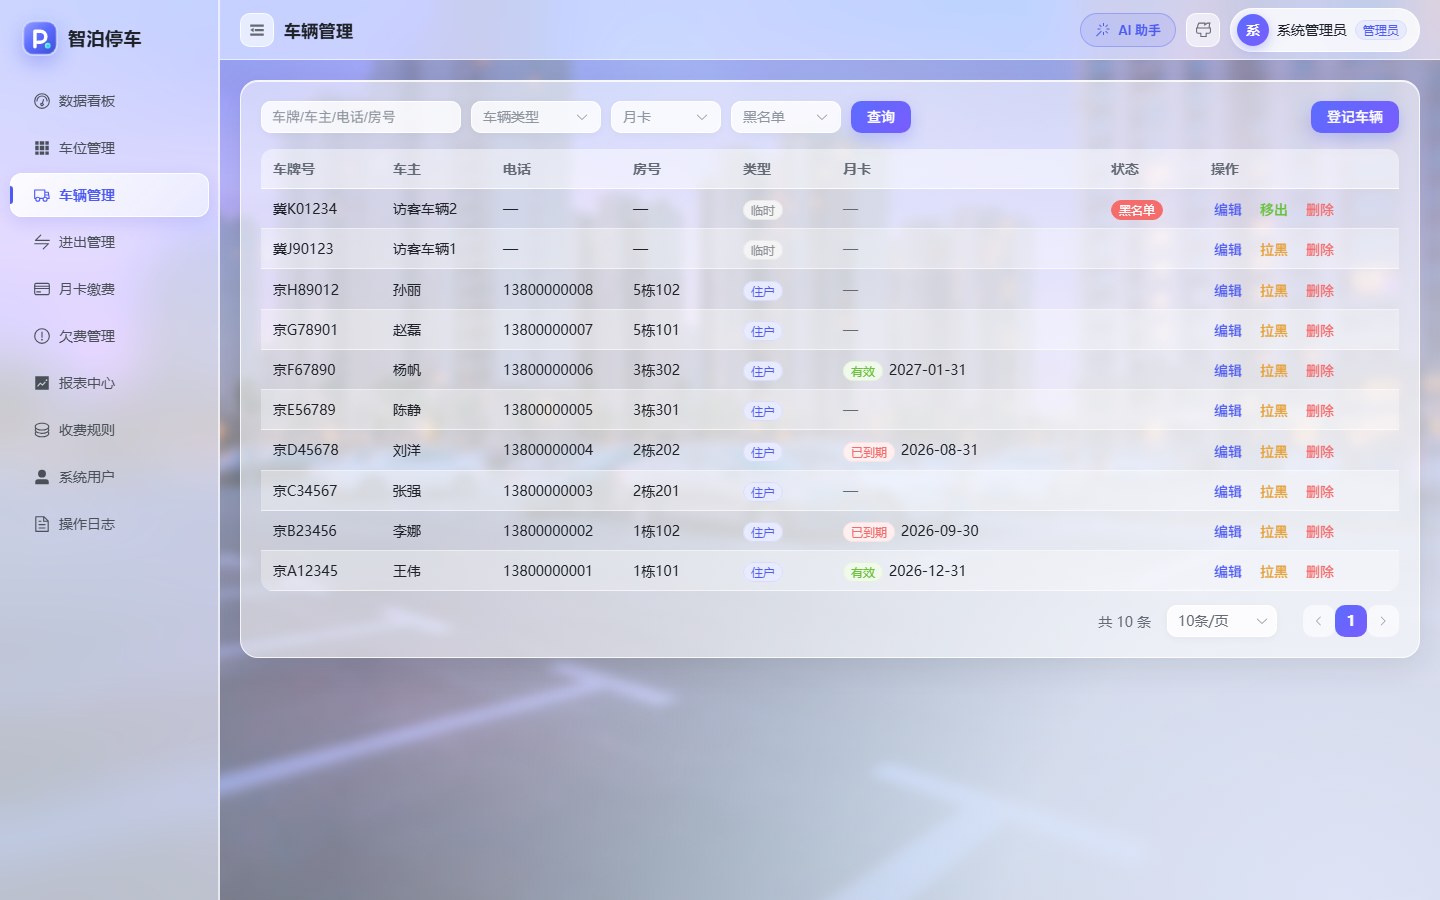 智泊停车
车辆管理
AI 助手
系
系统管理员
管理员
数据看板
车位管理
车辆管理
进出管理
月卡缴费
欠费管理
报表中心
收费规则
系统用户
操作日志
车牌/车主/电话/房号
车辆类型
月卡
黑名单
查询
登记车辆
车牌号 车主 电话 房号 类型 月卡 状态 操作
冀K01234 访客车辆2 — — 临时 — 黑名单 编辑 移出 删除
冀J90123 访客车辆1 — — 临时 — 编辑 拉黑 删除
京H89012 孙丽 13800000008 5栋102 住户 — 编辑 拉黑 删除
京G78901 赵磊 13800000007 5栋101 住户 — 编辑 拉黑 删除
京F67890 杨帆 13800000006 3栋302 住户 有效 2027-01-31 编辑 拉黑 删除
京E56789 陈静 13800000005 3栋301 住户 — 编辑 拉黑 删除
京D45678 刘洋 13800000004 2栋202 住户 已到期 2026-08-31 编辑 拉黑 删除
京C34567 张强 13800000003 2栋201 住户 — 编辑 拉黑 删除
京B23456 李娜 13800000002 1栋102 住户 已到期 2026-09-30 编辑 拉黑 删除
京A12345 王伟 13800000001 1栋101 住户 有效 2026-12-31 编辑 拉黑 删除
共 10 条
10条/页
1